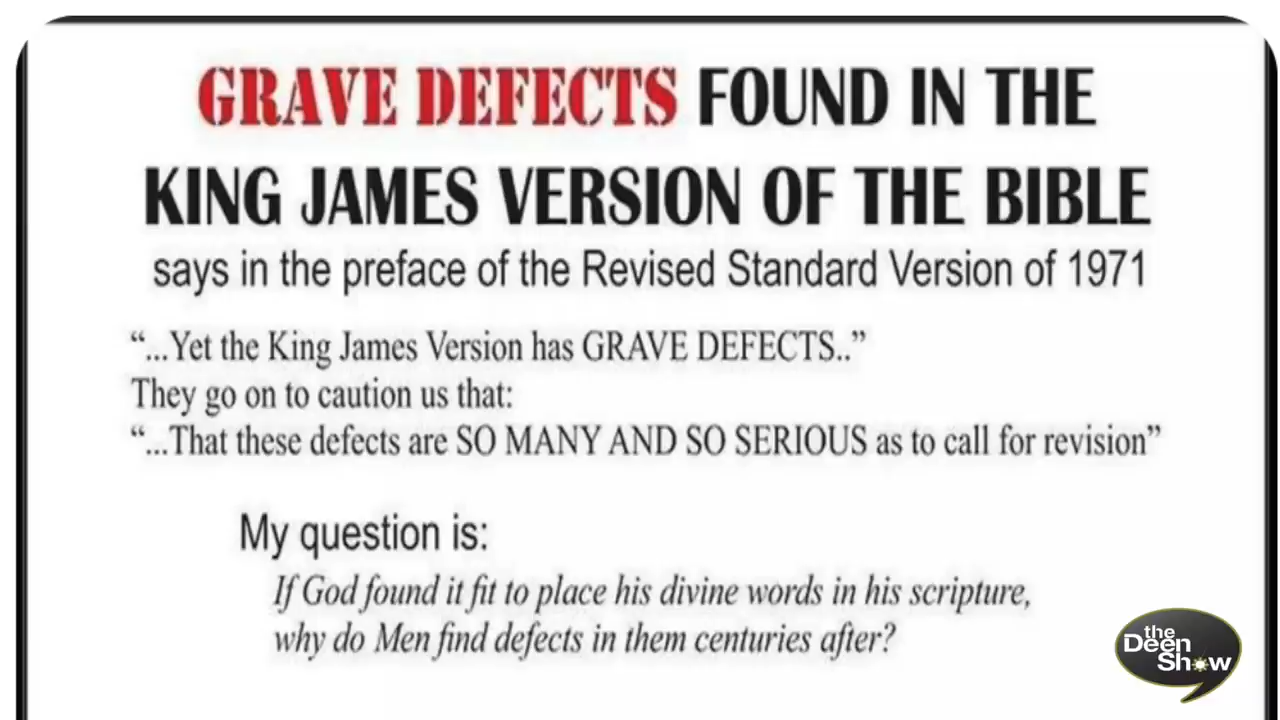 GRAVE DEFECTS FOUND IN THE
KING JAMES VERSION OF THE BIBLE
says in the preface of the Revised Standard Version of 1971
“...Yet the King James Version has GRAVE DEFECTS..”
They go on to caution us that:
“...That these defects are SO MANY AND SO SERIOUS as to call for revision”
My question is:
If God found it fit to place his divine words in his scripture,
why do Men find defects in them centuries after?
the
Deen
Show